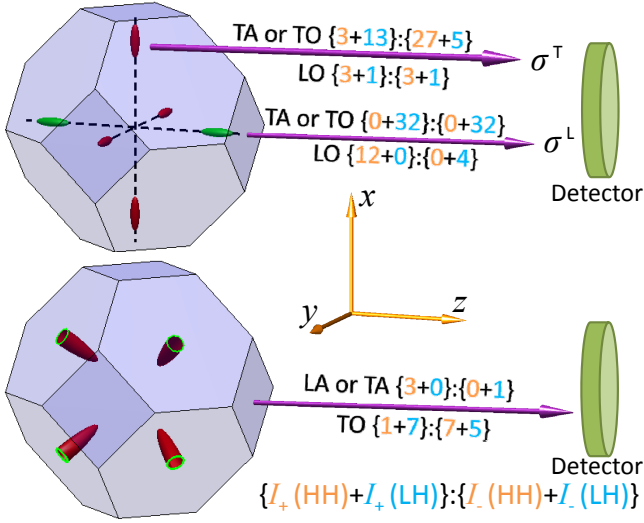 TA or TO {3+13}:{27+5}
LO {3+1}:{3+1}
σᵀ
TA or TO {0+32}:{0+32}
LO {12+0}:{0+4}
σᴸ
Detector
x
y
z
LA or TA {3+0}:{0+1}
TO {1+7}:{7+5}
Detector
{I₊(HH)+I₊(LH)}:{I₋(HH)+I₋(LH)}